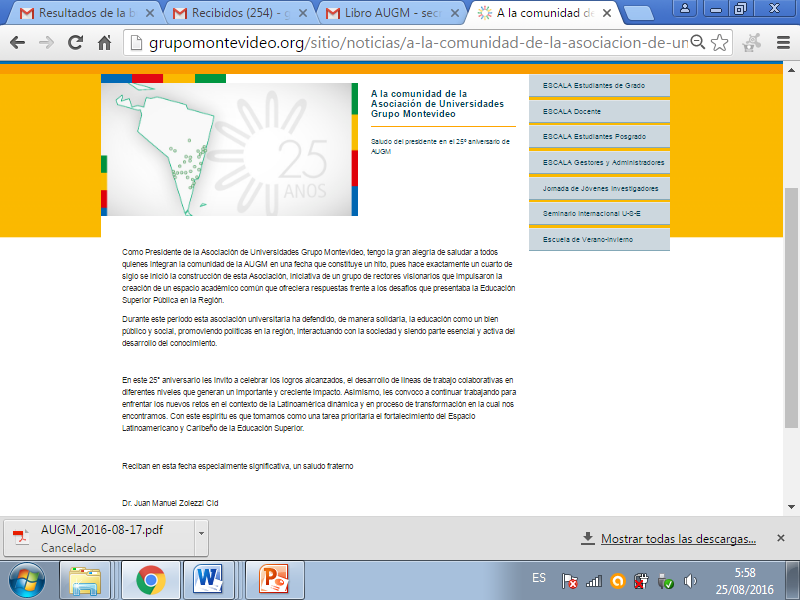 Resultados de la b
Recibidos (254) - g
Libro AUGM - secr
A la comunidad de
grupomontevideo.org/sitio/noticias/a-la-comunidad-de-la-asociacion-de-un
25
AÑOS
A la comunidad de la
Asociación de Universidades
Grupo Montevideo
Saludo del presidente en el 25º aniversario de
AUGM
ESCALA Estudiantes de Grado
ESCALA Docente
ESCALA Estudiantes Posgrado
ESCALA Gestores y Administradores
Jornada de Jóvenes Investigadores
Seminario Internacional U-S-E
Escuela de Verano-Invierno
Como Presidente de la Asociación de Universidades Grupo Montevideo, tengo la gran alegría de saludar a todos
quienes integran la comunidad de la AUGM en una fecha que constituye un hito, pues hace exactamente un cuarto de
siglo se inició la construcción de esta Asociación, iniciativa de un grupo de rectores visionarios que impulsaron la
creación de un espacio académico común que ofreciera respuestas frente a los desafíos que presentaba la Educación
Superior Pública en la Región.
Durante este período esta asociación universitaria ha defendido, de manera solidaria, la educación como un bien
público y social, promoviendo políticas en la región, interactuando con la sociedad y siendo parte esencial y activa del
desarrollo del conocimiento.
En este 25° aniversario les invito a celebrar los logros alcanzados, el desarrollo de líneas de trabajo colaborativas en
diferentes niveles que generan un importante y creciente impacto. Asimismo, les convoco a continuar trabajando para
enfrentar los nuevos retos en el contexto de la Latinoamérica dinámica y en proceso de transformación en la cual nos
encontramos. Con este espíritu es que tomamos como una tarea prioritaria el fortalecimiento del Espacio
Latinoamericano y Caribeño de la Educación Superior.
Reciban en esta fecha especialmente significativa, un saludo fraterno
Dr. Juan Manuel Zolezzi Cid
AUGM_2016-08-17.pdf
Cancelado
Mostrar todas las descargas...
ES
5:58
25/08/2016